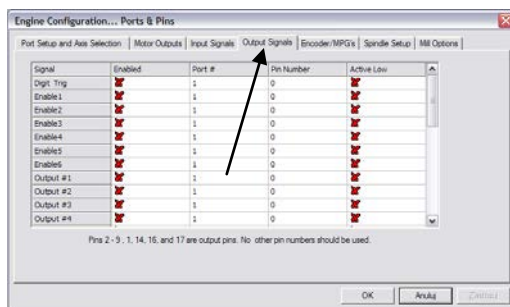 Engine Configuration... Ports & Pins
Port Setup and Axis Selection Motor Outputs Input Signals Output Signals Encoder/MPG's Spindle Setup Mill Options
Signal Enabled Port # Pin Number Active Low
Digit Trig 1 0
Enable1 1 0
Enable2 1 0
Enable3 1 0
Enable4 1 0
Enable5 1 0
Enable6 1 0
Output #1 1 0
Output #2 1 0
Output #3 1 0
Output #4 1 0
Pins 2 - 9 , 1, 14, 16, and 17 are output pins. No other pin numbers should be used.
OK Anuluj